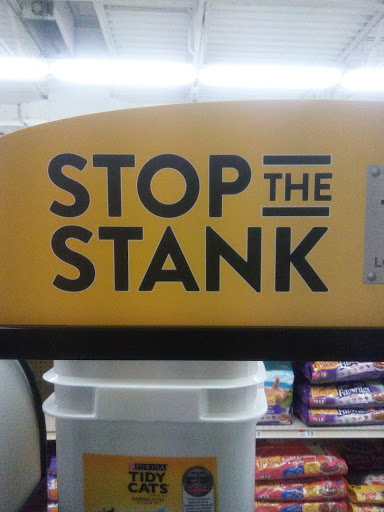 STOP THE
STANK
PURINA
TIDY
CATS